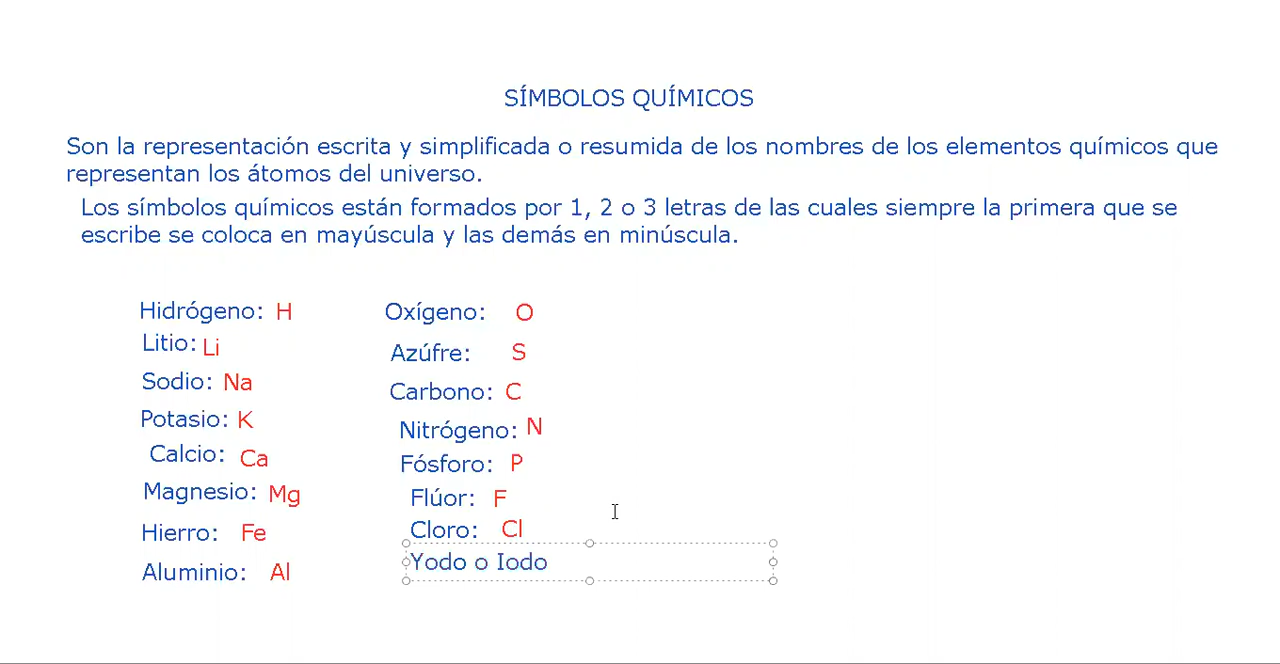 SÍMBOLOS QUÍMICOS
Son la representación escrita y simplificada o resumida de los nombres de los elementos químicos que
representan los átomos del universo.
Los símbolos químicos están formados por 1, 2 o 3 letras de las cuales siempre la primera que se
escribe se coloca en mayúscula y las demás en minúscula.
Hidrógeno: H
Litio: Li
Sodio: Na
Potasio: K
Calcio: Ca
Magnesio: Mg
Hierro: Fe
Aluminio: Al
Oxígeno: O
Azúfre: S
Carbono: C
Nitrógeno: N
Fósforo: P
Flúor: F
Cloro: Cl
Yodo o Iodo